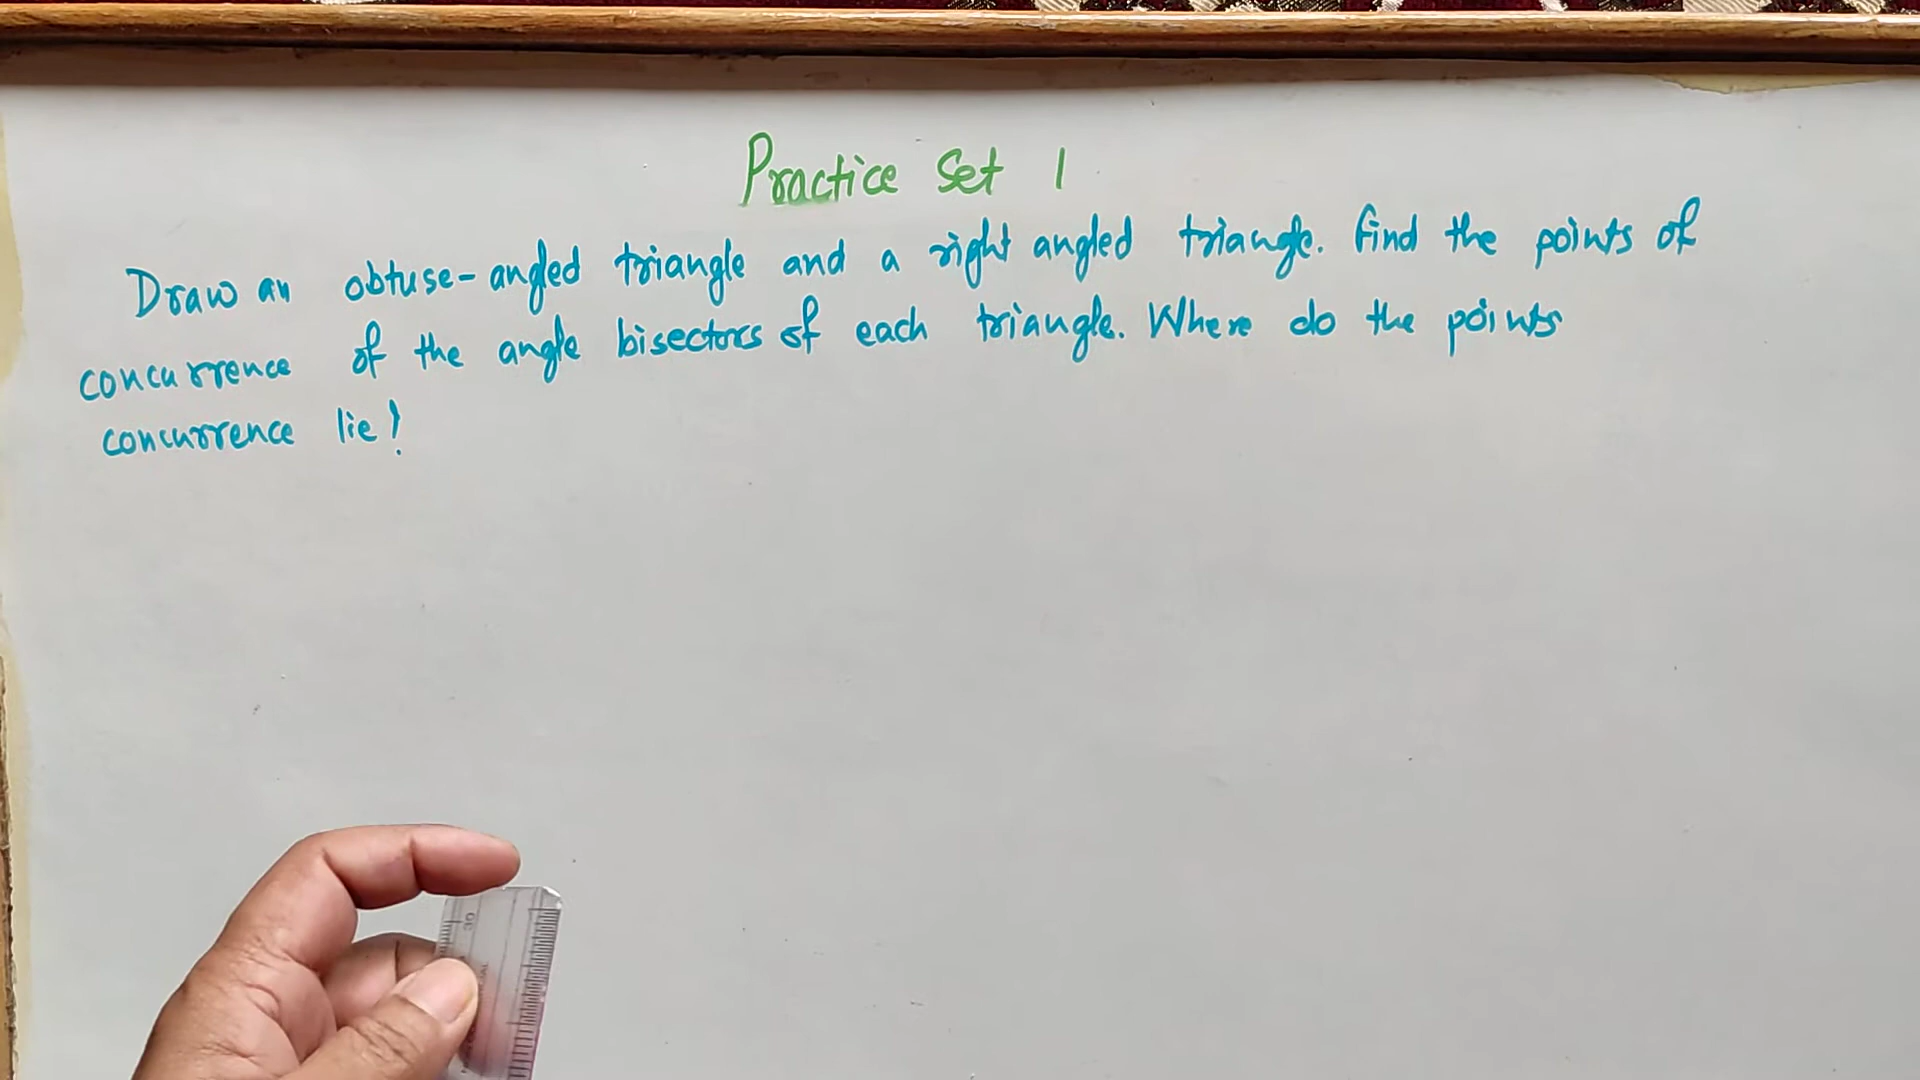 Practice Set 1
Draw an obtuse-angled triangle and a right angled triangle. Find the points of
concurrence of the angle bisectors of each triangle. Where do the points
concurrence lie?
30